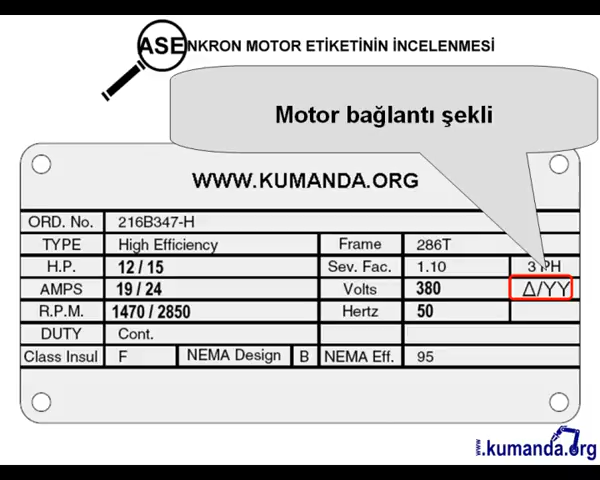 ASENKRON MOTOR ETİKETİNİN İNCELENMESİ
Motor bağlantı şekli
WWW.KUMANDA.ORG
ORD. No. 216B347-H
TYPE High Efficiency Frame 286T
H.P. 12 / 15 Sev. Fac. 1.10 3 PH
AMPS 19 / 24 Volts 380 Δ/YY
R.P.M. 1470 / 2850 Hertz 50
DUTY Cont.
Class Insul F NEMA Design B NEMA Eff. 95
www.kumanda.org